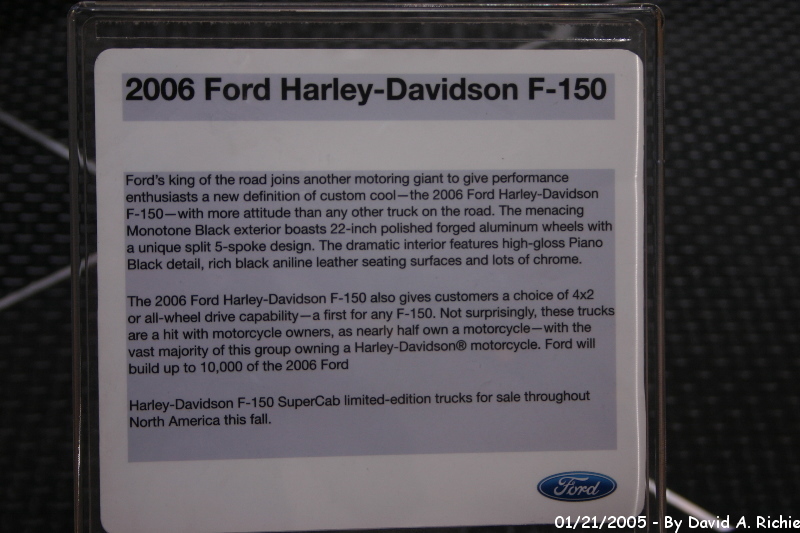 2006 Ford Harley-Davidson F-150
Ford's king of the road joins another motoring giant to give performance
enthusiasts a new definition of custom cool—the 2006 Ford Harley-Davidson
F-150—with more attitude than any other truck on the road. The menacing
Monotone Black exterior boasts 22-inch polished forged aluminum wheels with
a unique split 5-spoke design. The dramatic interior features high-gloss Piano
Black detail, rich black aniline leather seating surfaces and lots of chrome.
The 2006 Ford Harley-Davidson F-150 also gives customers a choice of 4x2
or all-wheel drive capability—a first for any F-150. Not surprisingly, these trucks
are a hit with motorcycle owners, as nearly half own a motorcycle—with the
vast majority of this group owning a Harley-Davidson® motorcycle. Ford will
build up to 10,000 of the 2006 Ford
Harley-Davidson F-150 SuperCab limited-edition trucks for sale throughout
North America this fall.
Ford
01/21/2005 - By David A. Richie